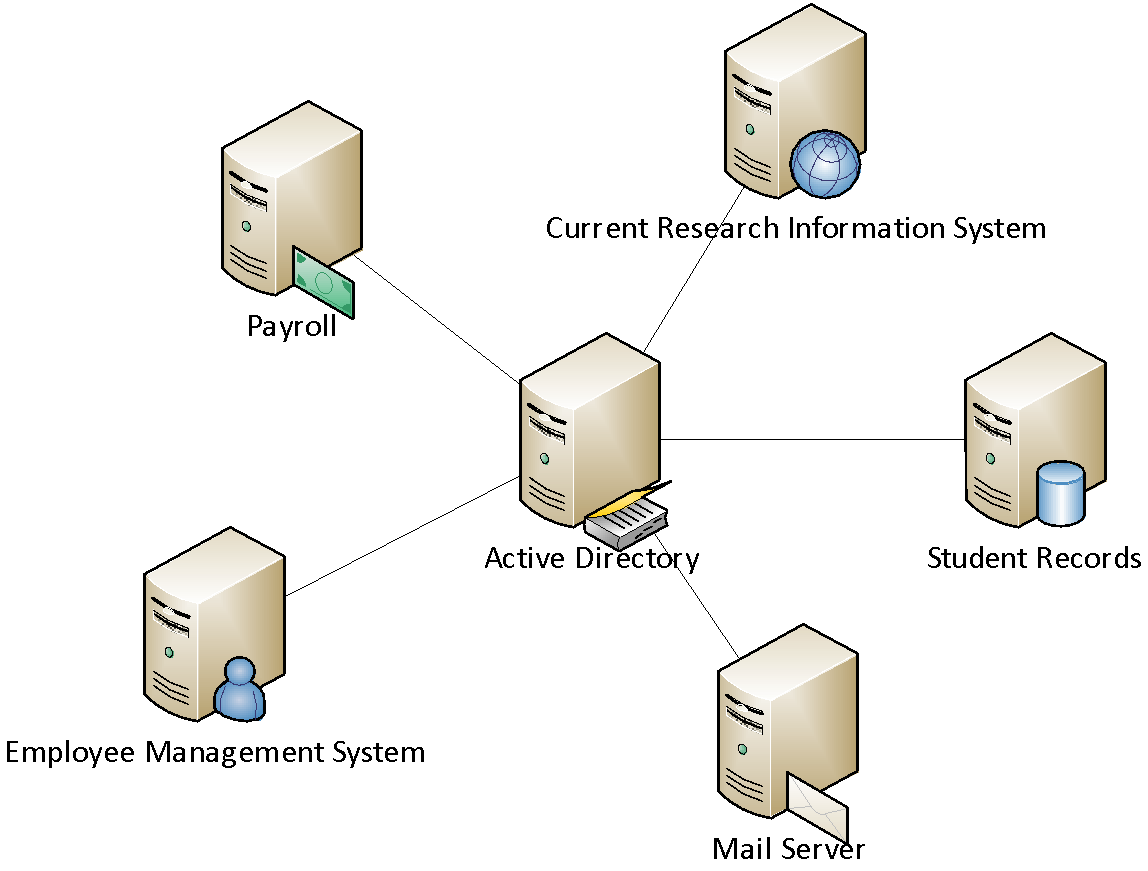 Current Research Information System
Payroll
Active Directory
Student Records
Employee Management System
Mail Server